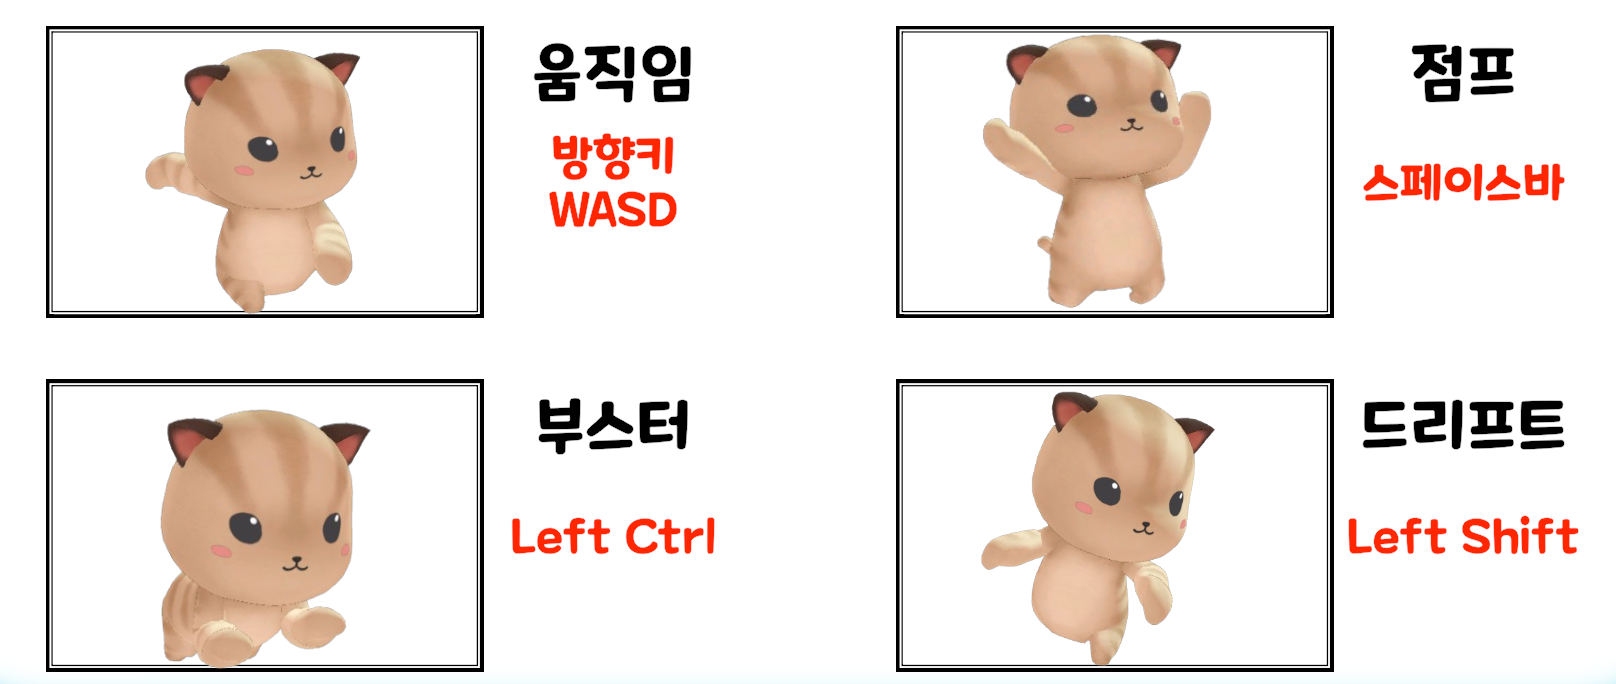 움직임
방향키
WASD
점프
스페이스바
부스터
Left Ctrl
드리프트
Left Shift